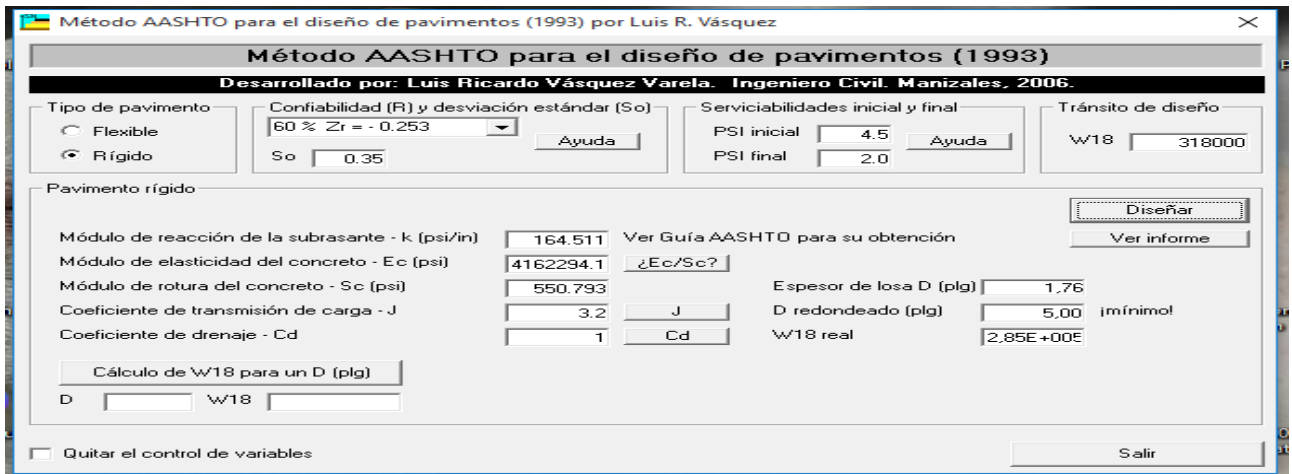 Método AASHTO para el diseño de pavimentos (1993) por Luis R. Vásquez
Método AASHTO para el diseño de pavimentos (1993)
Desarrollado por: Luis Ricardo Vásquez Varela. Ingeniero Civil. Manizales, 2006.
Tipo de pavimento
Flexible
Rígido
Confiabilidad (R) y desviación estándar (So)
60 % Zr = - 0.253
Ayuda
So 0.35
Serviciabilidades inicial y final
PSI inicial 4.5
Ayuda
PSI final 2.0
Tránsito de diseño
W18 318000
Pavimento rígido
Diseñar
Módulo de reacción de la subrasante - k (psi/in) 164.511 Ver Guía AASHTO para su obtención Ver informe
Módulo de elasticidad del concreto - Ec (psi) 4162294.1 ¿Ec/Sc?
Módulo de rotura del concreto - Sc (psi) 550.793 Espesor de losa D (plg) 1,76
Coeficiente de transmisión de carga - J 3.2 J D redondeado (plg) 5,00 ¡mínimo!
Coeficiente de drenaje - Cd 1 Cd W18 real 2,85E+005
Cálculo de W18 para un D (plg)
D W18
Quitar el control de variables Salir